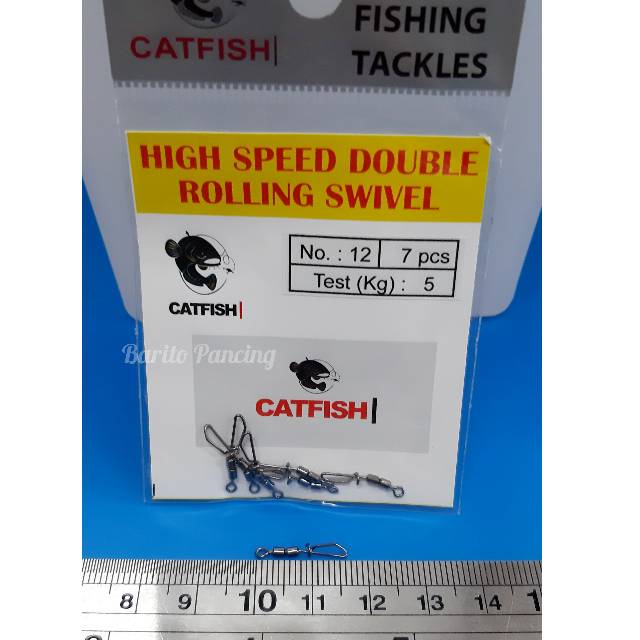 CATFISH
FISHING
TACKLES
HIGH SPEED DOUBLE
ROLLING SWIVEL
No. : 12 7 pcs
Test (Kg) : 5
CATFISH
Barito Pancing
CATFISH
8 9 10 11 12 13 14